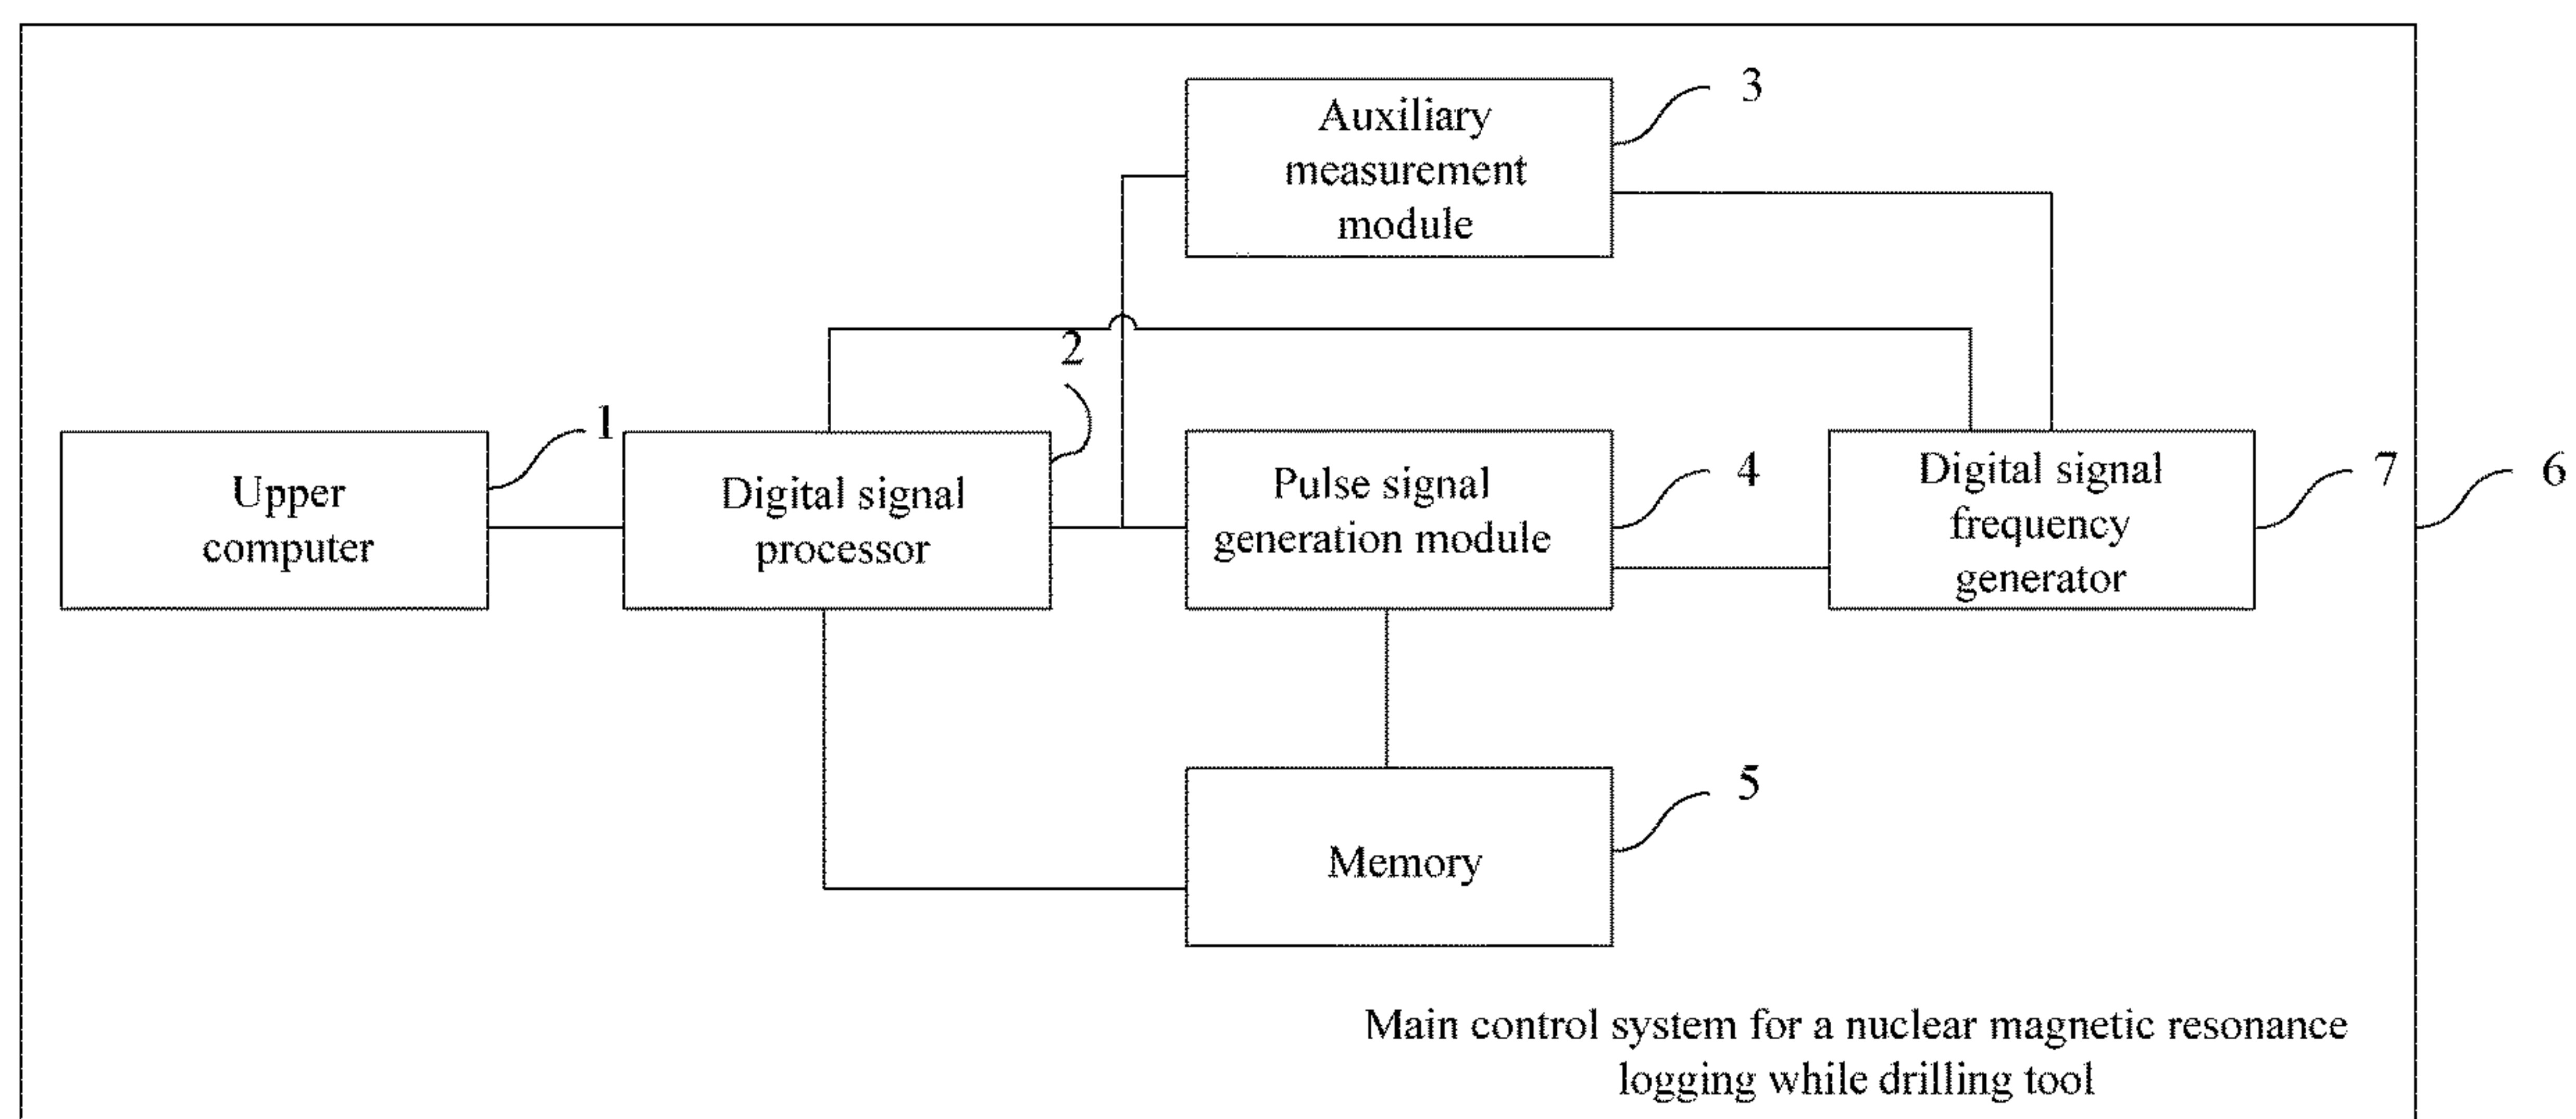 3
Auxiliary
measurement
module
2
1
Upper
computer
Digital signal
processor
Pulse signal
generation module
4
Digital signal
frequency
generator
7
6
5
Memory
Main control system for a nuclear magnetic resonance
logging while drilling tool